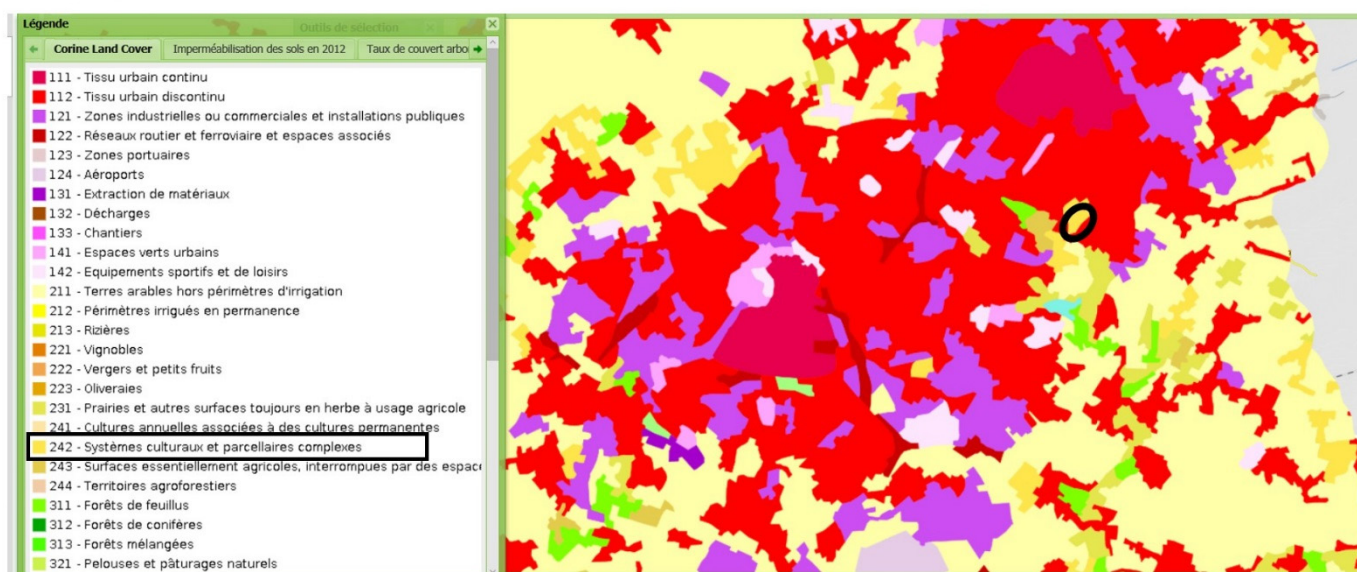 Légende
Outils de sélection
Corine Land Cover Imperméabilisation des sols en 2012 Taux de couvert arbo
111 - Tissu urbain continu
112 - Tissu urbain discontinu
121 - Zones industrielles ou commerciales et installations publiques
122 - Réseaux routier et ferroviaire et espaces associés
123 - Zones portuaires
124 - Aéroports
131 - Extraction de matériaux
132 - Décharges
133 - Chantiers
141 - Espaces verts urbains
142 - Equipements sportifs et de loisirs
211 - Terres arables hors périmètres d'irrigation
212 - Périmètres irrigués en permanence
213 - Rizières
221 - Vignobles
222 - Vergers et petits fruits
223 - Oliveraies
231 - Prairies et autres surfaces toujours en herbe à usage agricole
241 - Cultures annuelles associées à des cultures permanentes
242 - Systèmes culturaux et parcellaires complexes
243 - Surfaces essentiellement agricoles, interrompues par des espac
244 - Territoires agroforestiers
311 - Forêts de feuillus
312 - Forêts de conifères
313 - Forêts mélangées
321 - Pelouses et pâturages naturels